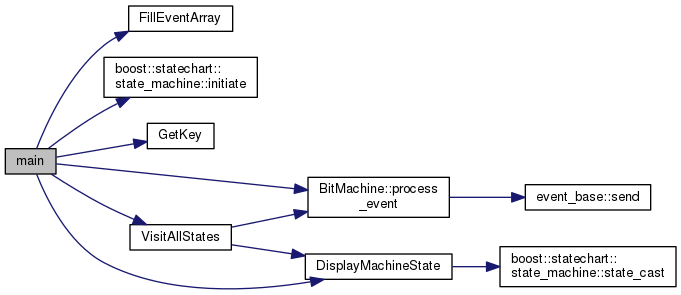 FillEventArray
boost::statechart::
state_machine::initiate
GetKey
main
BitMachine::process
_event
event_base::send
VisitAllStates
DisplayMachineState
boost::statechart::
state_machine::state_cast